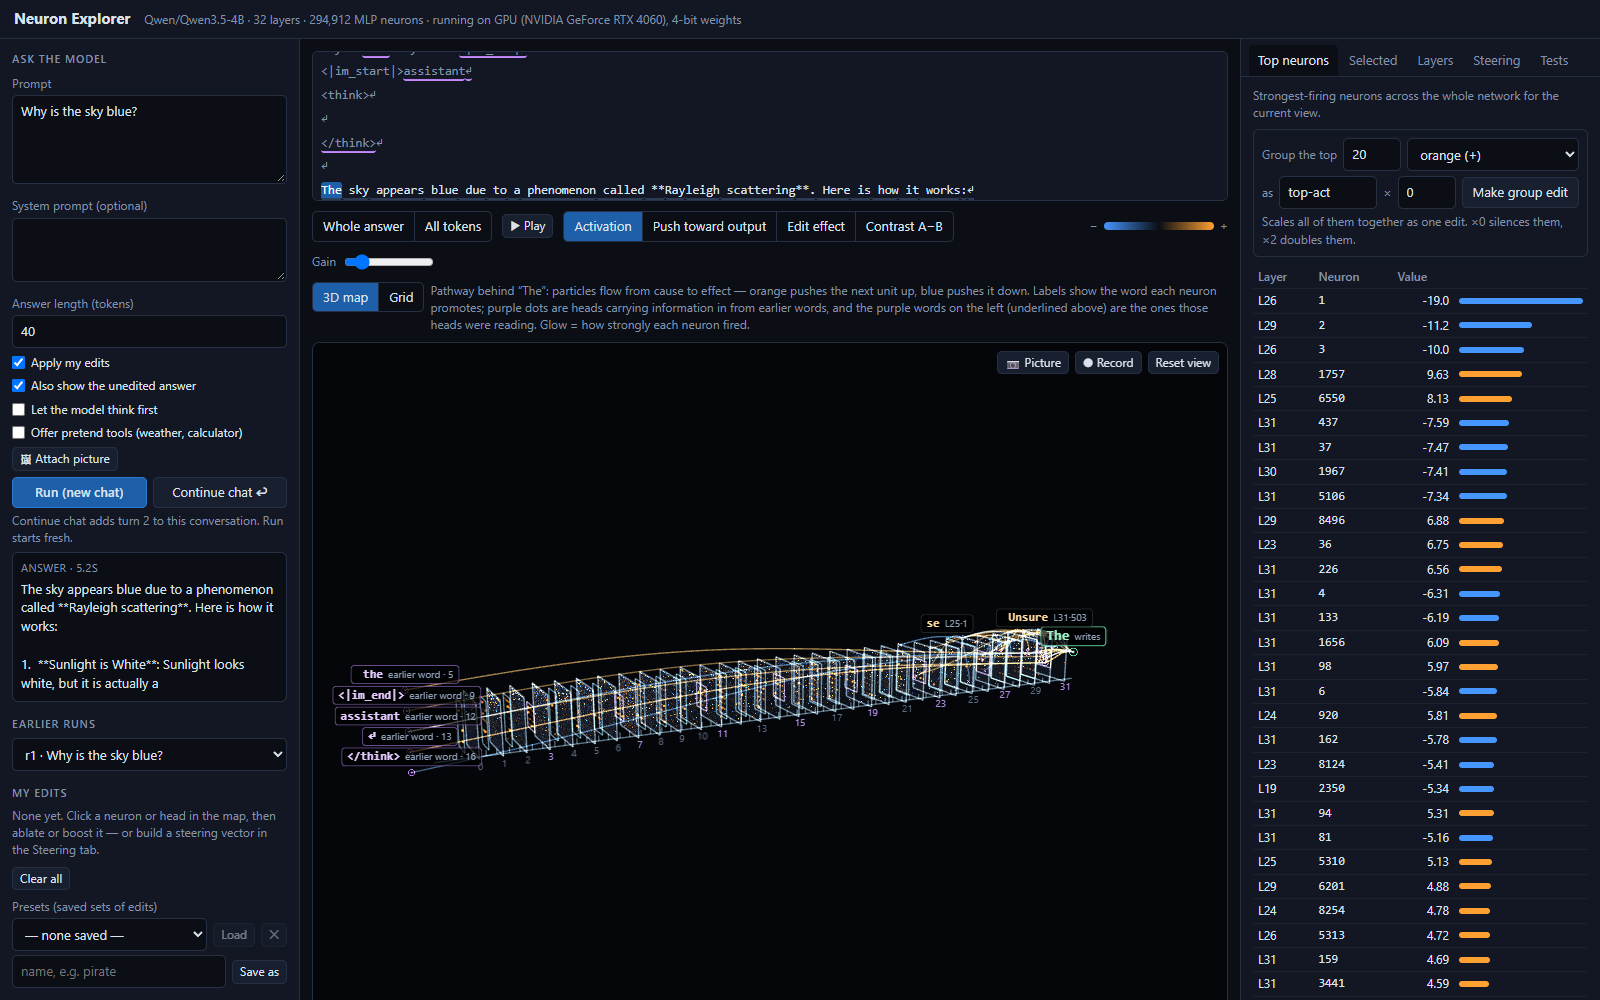 Neuron Explorer
Qwen/Qwen3.5-4B · 32 layers · 294,912 MLP neurons · running on GPU (NVIDIA GeForce RTX 4060), 4-bit weights
ASK THE MODEL
Prompt
Why is the sky blue?
System prompt (optional)
Answer length (tokens)
40
Apply my edits
Also show the unedited answer
Let the model think first
Offer pretend tools (weather, calculator)
Attach picture
Run (new chat)
Continue chat ↩
Continue chat adds turn 2 to this conversation. Run
starts fresh.
ANSWER · 5.2S
The sky appears blue due to a phenomenon
called **Rayleigh scattering**. Here is how it
works:
1. **Sunlight is White**: Sunlight looks
white, but it is actually a
EARLIER RUNS
r1 · Why is the sky blue?
MY EDITS
None yet. Click a neuron or head in the map, then
ablate or boost it — or build a steering vector in
the Steering tab.
Clear all
Presets (saved sets of edits)
— none saved —
Load
✕
name, e.g. pirate
Save as
<|im_start|>assistant↵
<think>↵
↵
</think>↵
↵
The sky appears blue due to a phenomenon called **Rayleigh scattering**. Here is how it works:↵
Whole answer
All tokens
▶ Play
Activation
Push toward output
Edit effect
Contrast A−B
− +
Gain
3D map
Grid
Pathway behind "The": particles flow from cause to effect — orange pushes the next unit up, blue pushes it down. Labels show the word each neuron
promotes; purple dots are heads carrying information in from earlier words, and the purple words on the left (underlined above) are the ones those
heads were reading. Glow = how strongly each neuron fired.
Picture
Record
Reset view
se L25·1
Unsure L31·503
The writes
the earlier word · 5
<|im_end|> earlier word · 9
assistant earlier word · 12
↵ earlier word · 13
</think> earlier word · 16
0 1 2 3 4 5 6 7 8 9 10 11 13 15 17 19 21 23 25 27 29 31
Top neurons
Selected
Layers
Steering
Tests
Strongest-firing neurons across the whole network for the
current view.
Group the top 20 orange (+)
as top-act × 0 Make group edit
Scales all of them together as one edit. ×0 silences them,
×2 doubles them.
Layer Neuron Value
L26 1 -19.0
L29 2 -11.2
L26 3 -10.0
L28 1757 9.63
L25 6550 8.13
L31 437 -7.59
L31 37 -7.47
L30 1967 -7.41
L31 5106 -7.34
L29 8496 6.88
L23 36 6.75
L31 226 6.56
L31 4 -6.31
L31 133 -6.19
L31 1656 6.09
L31 98 5.97
L31 6 -5.84
L24 920 5.81
L31 162 -5.78
L23 8124 -5.41
L19 2350 -5.34
L31 94 5.31
L31 81 -5.16
L25 5310 5.13
L29 6201 4.88
L24 8254 4.78
L26 5313 4.72
L31 159 4.69
L31 3441 4.59